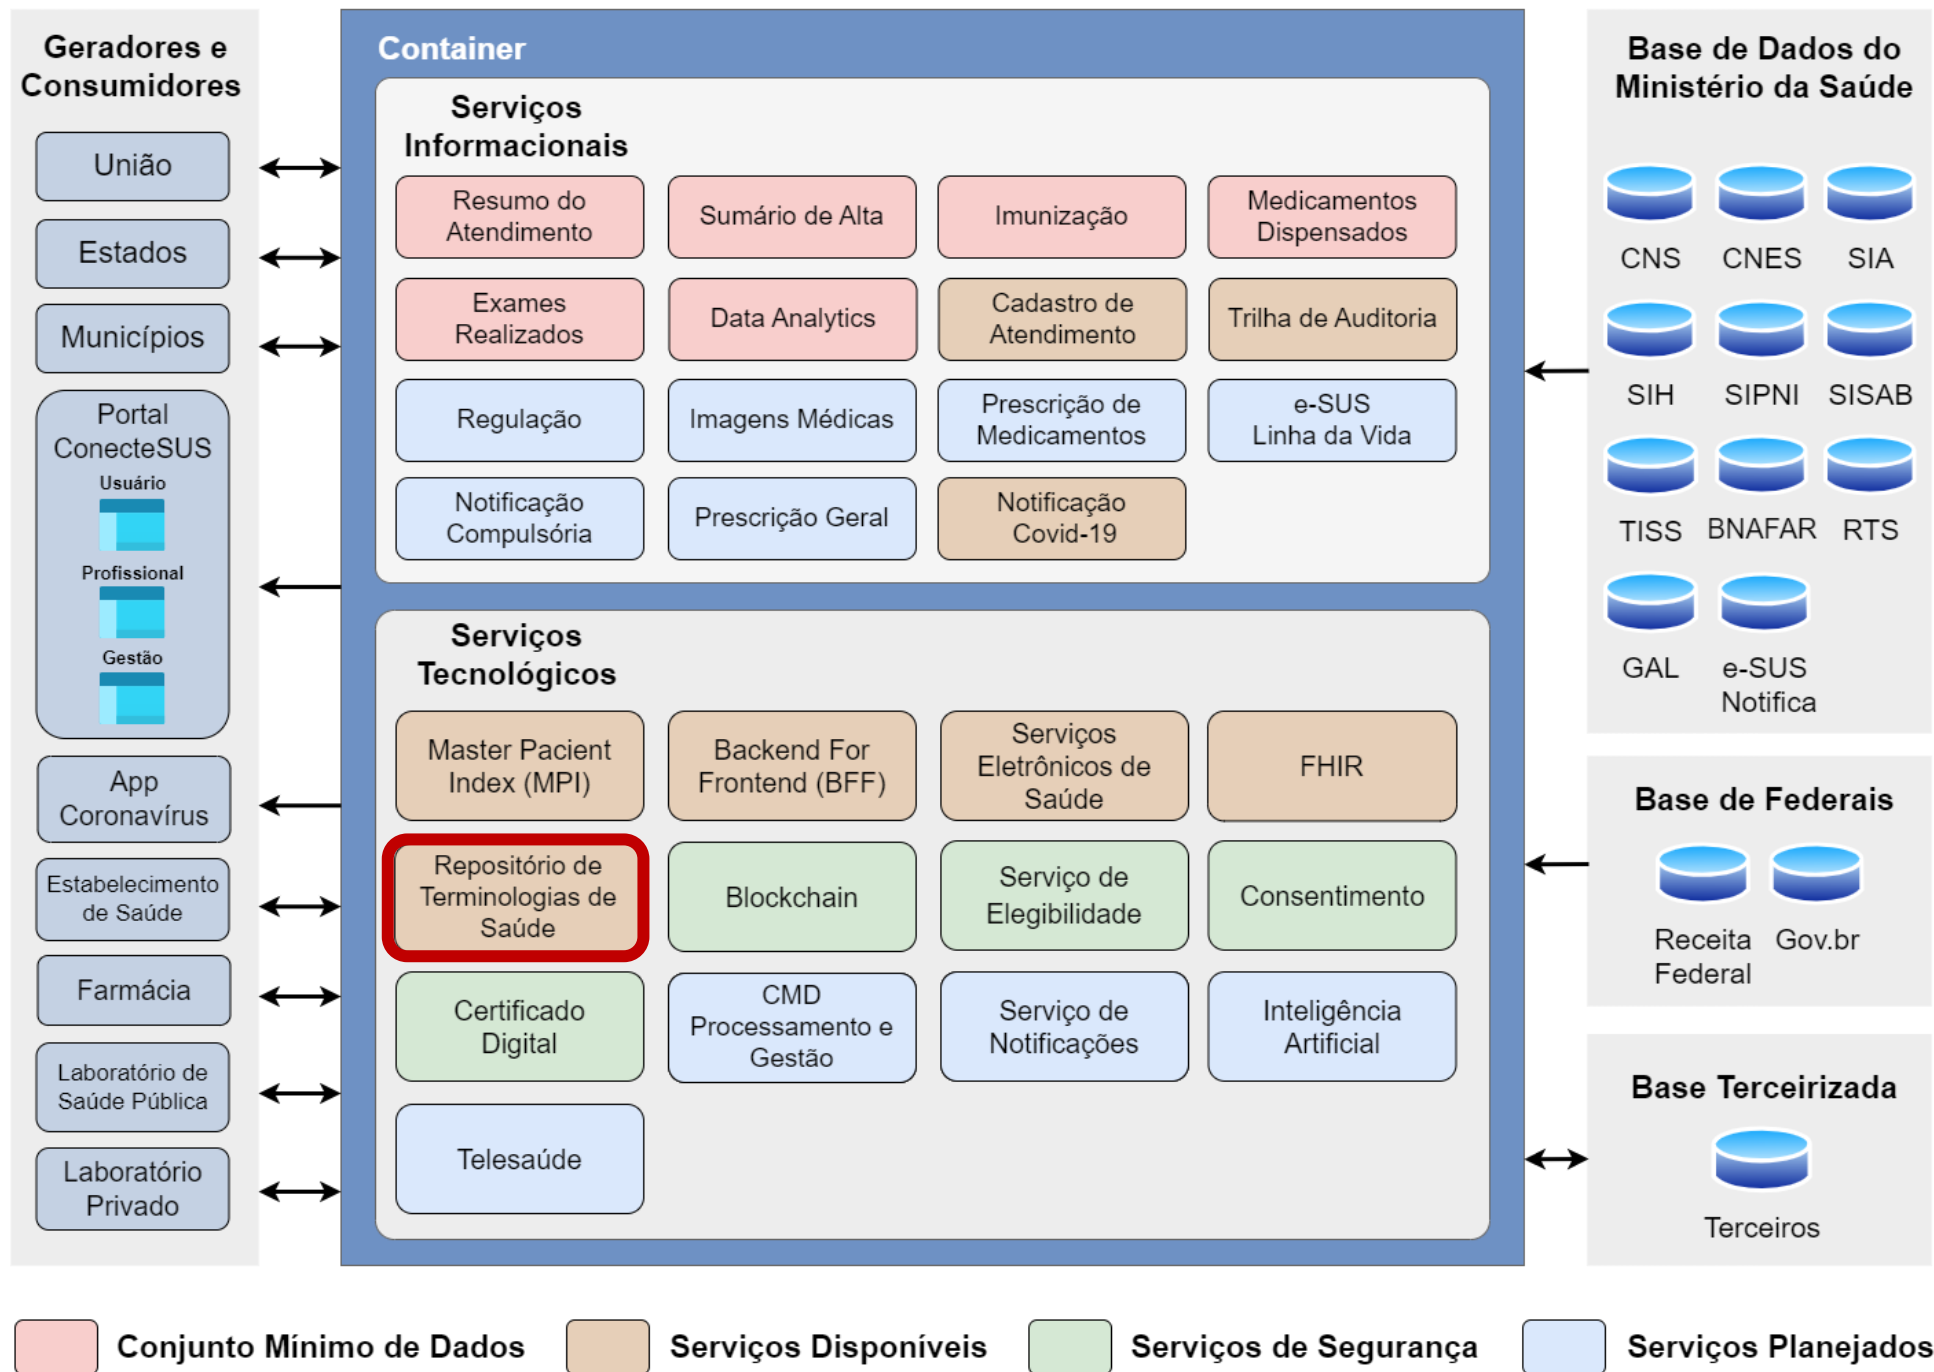 Geradores e
Consumidores
União
Estados
Municípios
Portal
ConecteSUS
Usuário
Profissional
Gestão
App
Coronavírus
Estabelecimento
de Saúde
Farmácia
Laboratório de
Saúde Pública
Laboratório
Privado
Container
Serviços
Informacionais
Resumo do
Atendimento
Sumário de Alta
Imunização
Medicamentos
Dispensados
Exames
Realizados
Data Analytics
Cadastro de
Atendimento
Trilha de Auditoria
Regulação
Imagens Médicas
Prescrição de
Medicamentos
e-SUS
Linha da Vida
Notificação
Compulsória
Prescrição Geral
Notificação
Covid-19
Serviços
Tecnológicos
Master Pacient
Index (MPI)
Backend For
Frontend (BFF)
Serviços
Eletrônicos de
Saúde
FHIR
Repositório de
Terminologias de
Saúde
Blockchain
Serviço de
Elegibilidade
Consentimento
Certificado
Digital
CMD
Processamento e
Gestão
Serviço de
Notificações
Inteligência
Artificial
Telesaúde
Base de Dados do
Ministério da Saúde
CNS
CNES
SIA
SIH
SIPNI
SISAB
TISS
BNAFAR
RTS
GAL
e-SUS
Notifica
Base de Federais
Receita
Federal
Gov.br
Base Terceirizada
Terceiros
Conjunto Mínimo de Dados
Serviços Disponíveis
Serviços de Segurança
Serviços Planejados